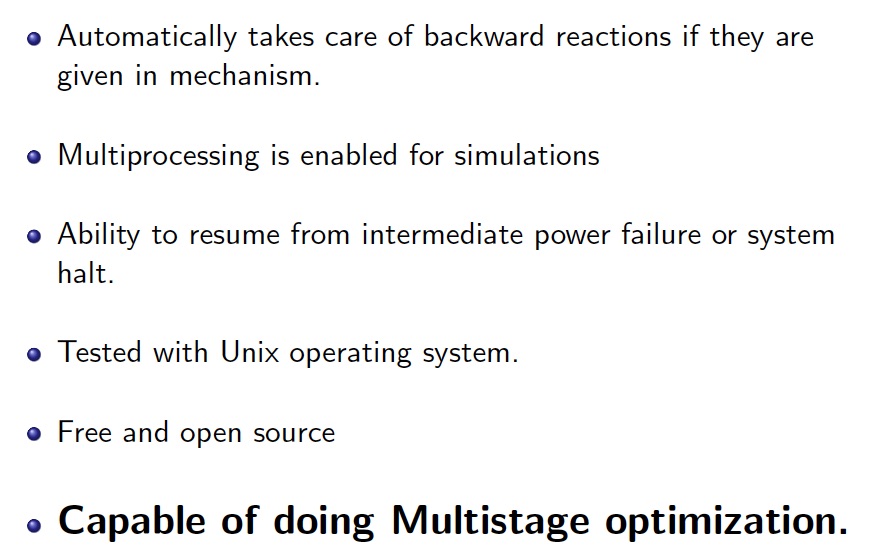 Automatically takes care of backward reactions if they are
given in mechanism.
Multiprocessing is enabled for simulations
Ability to resume from intermediate power failure or system
halt.
Tested with Unix operating system.
Free and open source
Capable of doing Multistage optimization.